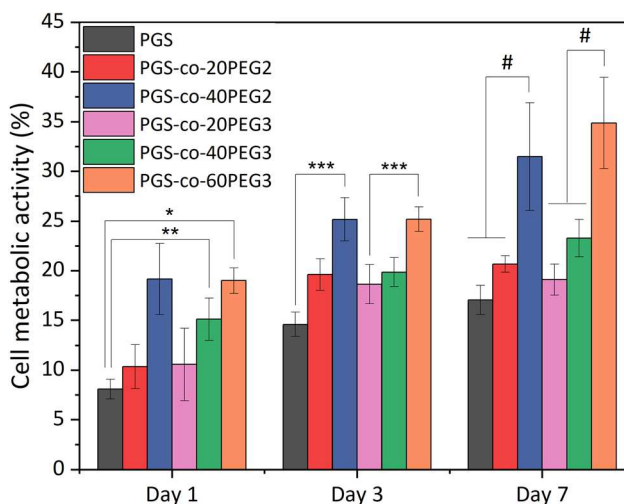 45
40
35
30
25
20
15
10
5
0
Cell metabolic activity (%)
PGS
PGS-co-20PEG2
PGS-co-40PEG2
PGS-co-20PEG3
PGS-co-40PEG3
PGS-co-60PEG3
*
**
***
***
#
#
Day 1
Day 3
Day 7